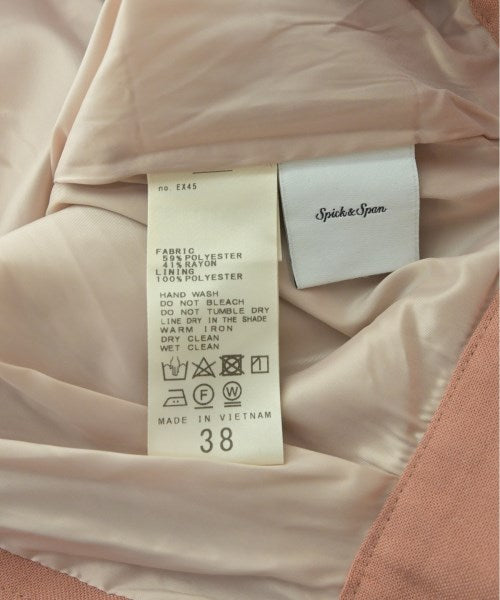 no. EX45
Spick & Span
FABRIC
59% POLYESTER
41% RAYON
LINING
100% POLYESTER
HAND WASH
DO NOT BLEACH
DO NOT TUMBLE DRY
LINE DRY IN THE SHADE
WARM IRON
DRY CLEAN
WET CLEAN
F W
MADE IN VIETNAM
38